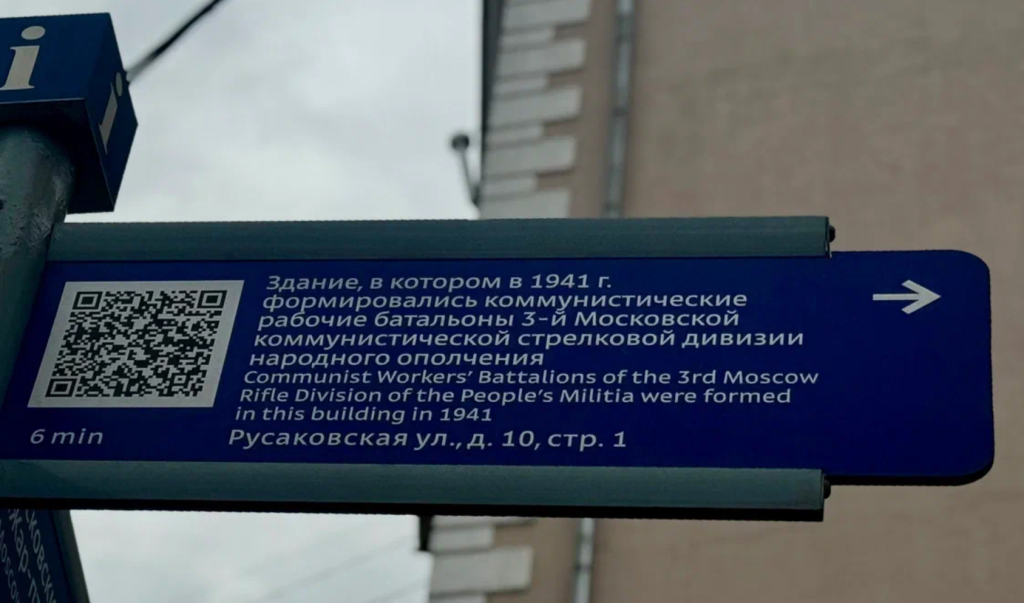 i
i
Здание, в котором в 1941 г.
формировались коммунистические
рабочие батальоны 3-й Московской
коммунистической стрелковой дивизии
народного ополчения
Communist Workers' Battalions of the 3rd Moscow
Rifle Division of the People's Militia were formed
in this building in 1941
6 min
Русаковская ул., д. 10, стр. 1